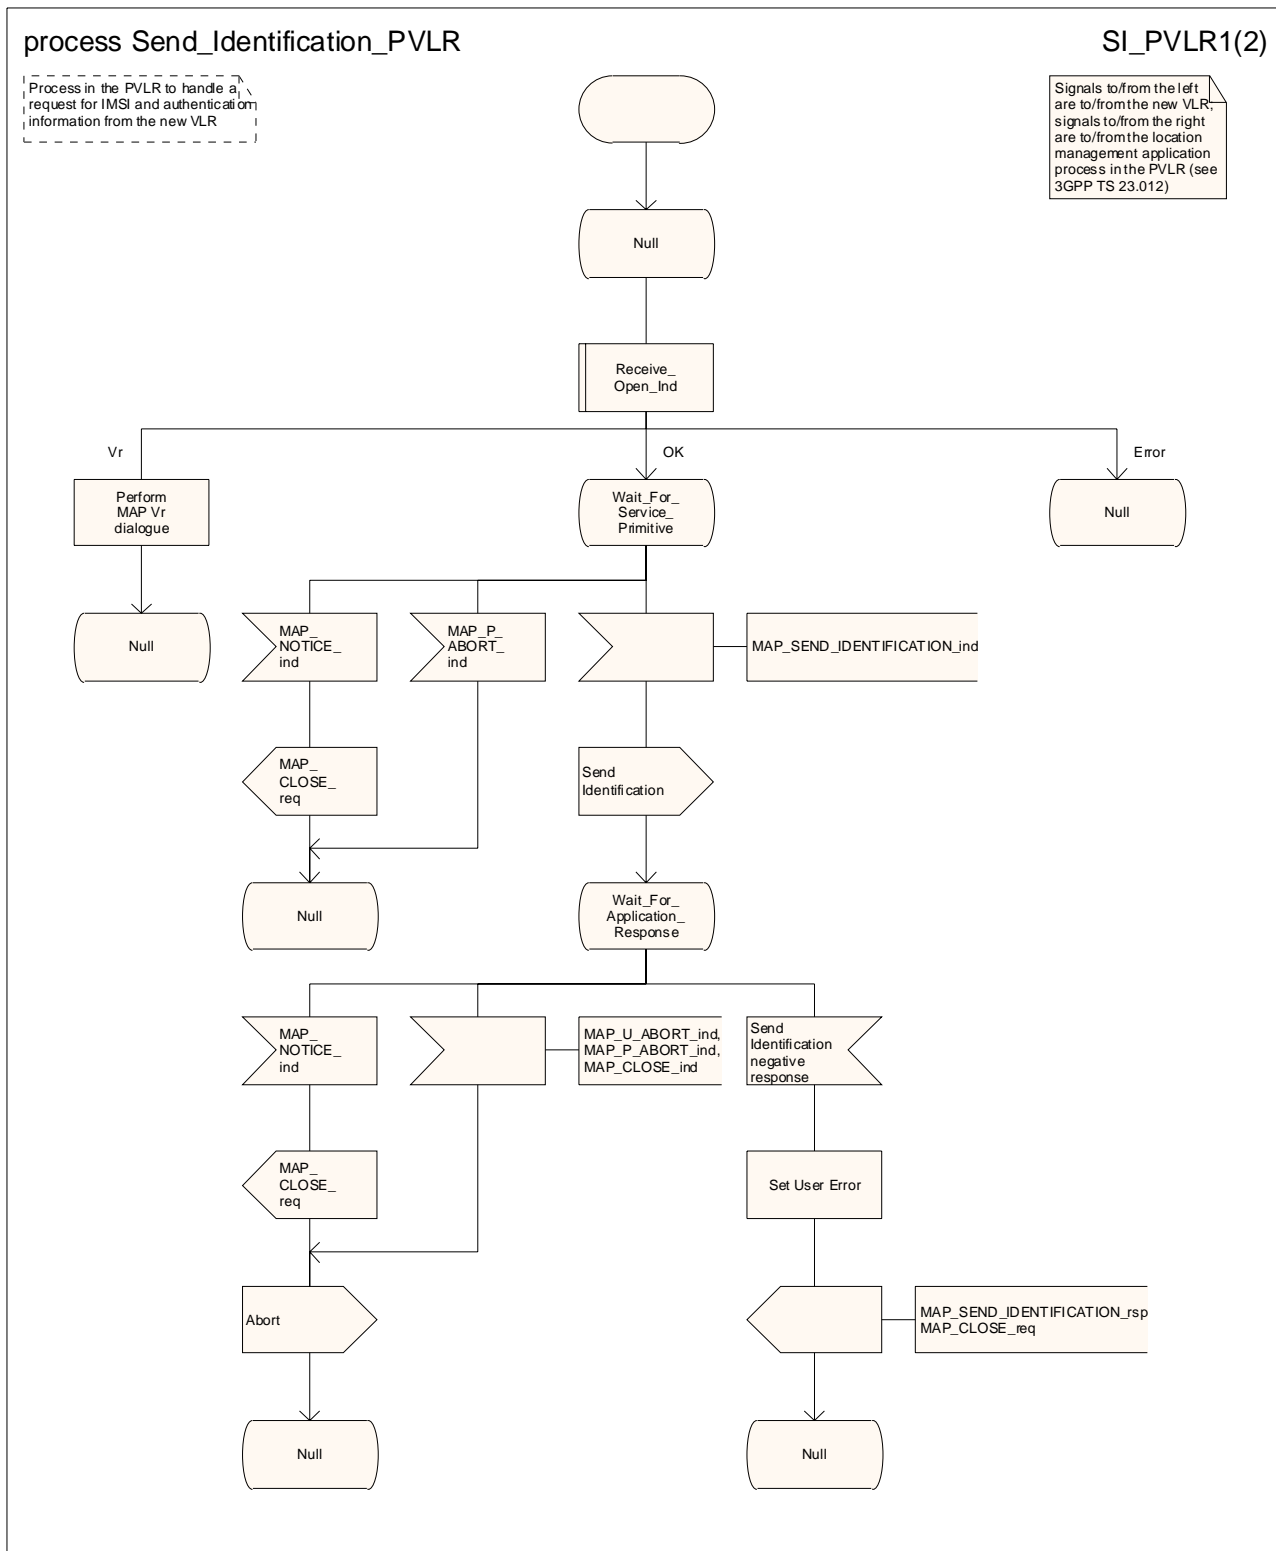 process Send_Identification_PVLR
SI_PVLR1(2)
Process in the PVLR to handle a
request for IMSI and authentication
information from the new VLR
Signals to/from the left
are to/from the new VLR;
signals to/from the right
are to/from the location
management application
process in the PVLR (see
3GPP TS 23.012)
Null
Receive_
Open_Ind
Vr
OK
Error
Perform
MAP Vr
dialogue
Wait_For_
Service_
Primitive
Null
Null
MAP_
NOTICE_
ind
MAP_P_
ABORT_
ind
MAP_SEND_IDENTIFICATION_ind
MAP_
CLOSE_
req
Send
Identification
Null
Wait_For_
Application_
Response
MAP_
NOTICE_
ind
MAP_U_ABORT_ind,
MAP_P_ABORT_ind,
MAP_CLOSE_ind
Send
Identification
negative
response
MAP_
CLOSE_
req
Set User Error
Abort
MAP_SEND_IDENTIFICATION_rsp
MAP_CLOSE_req
Null
Null